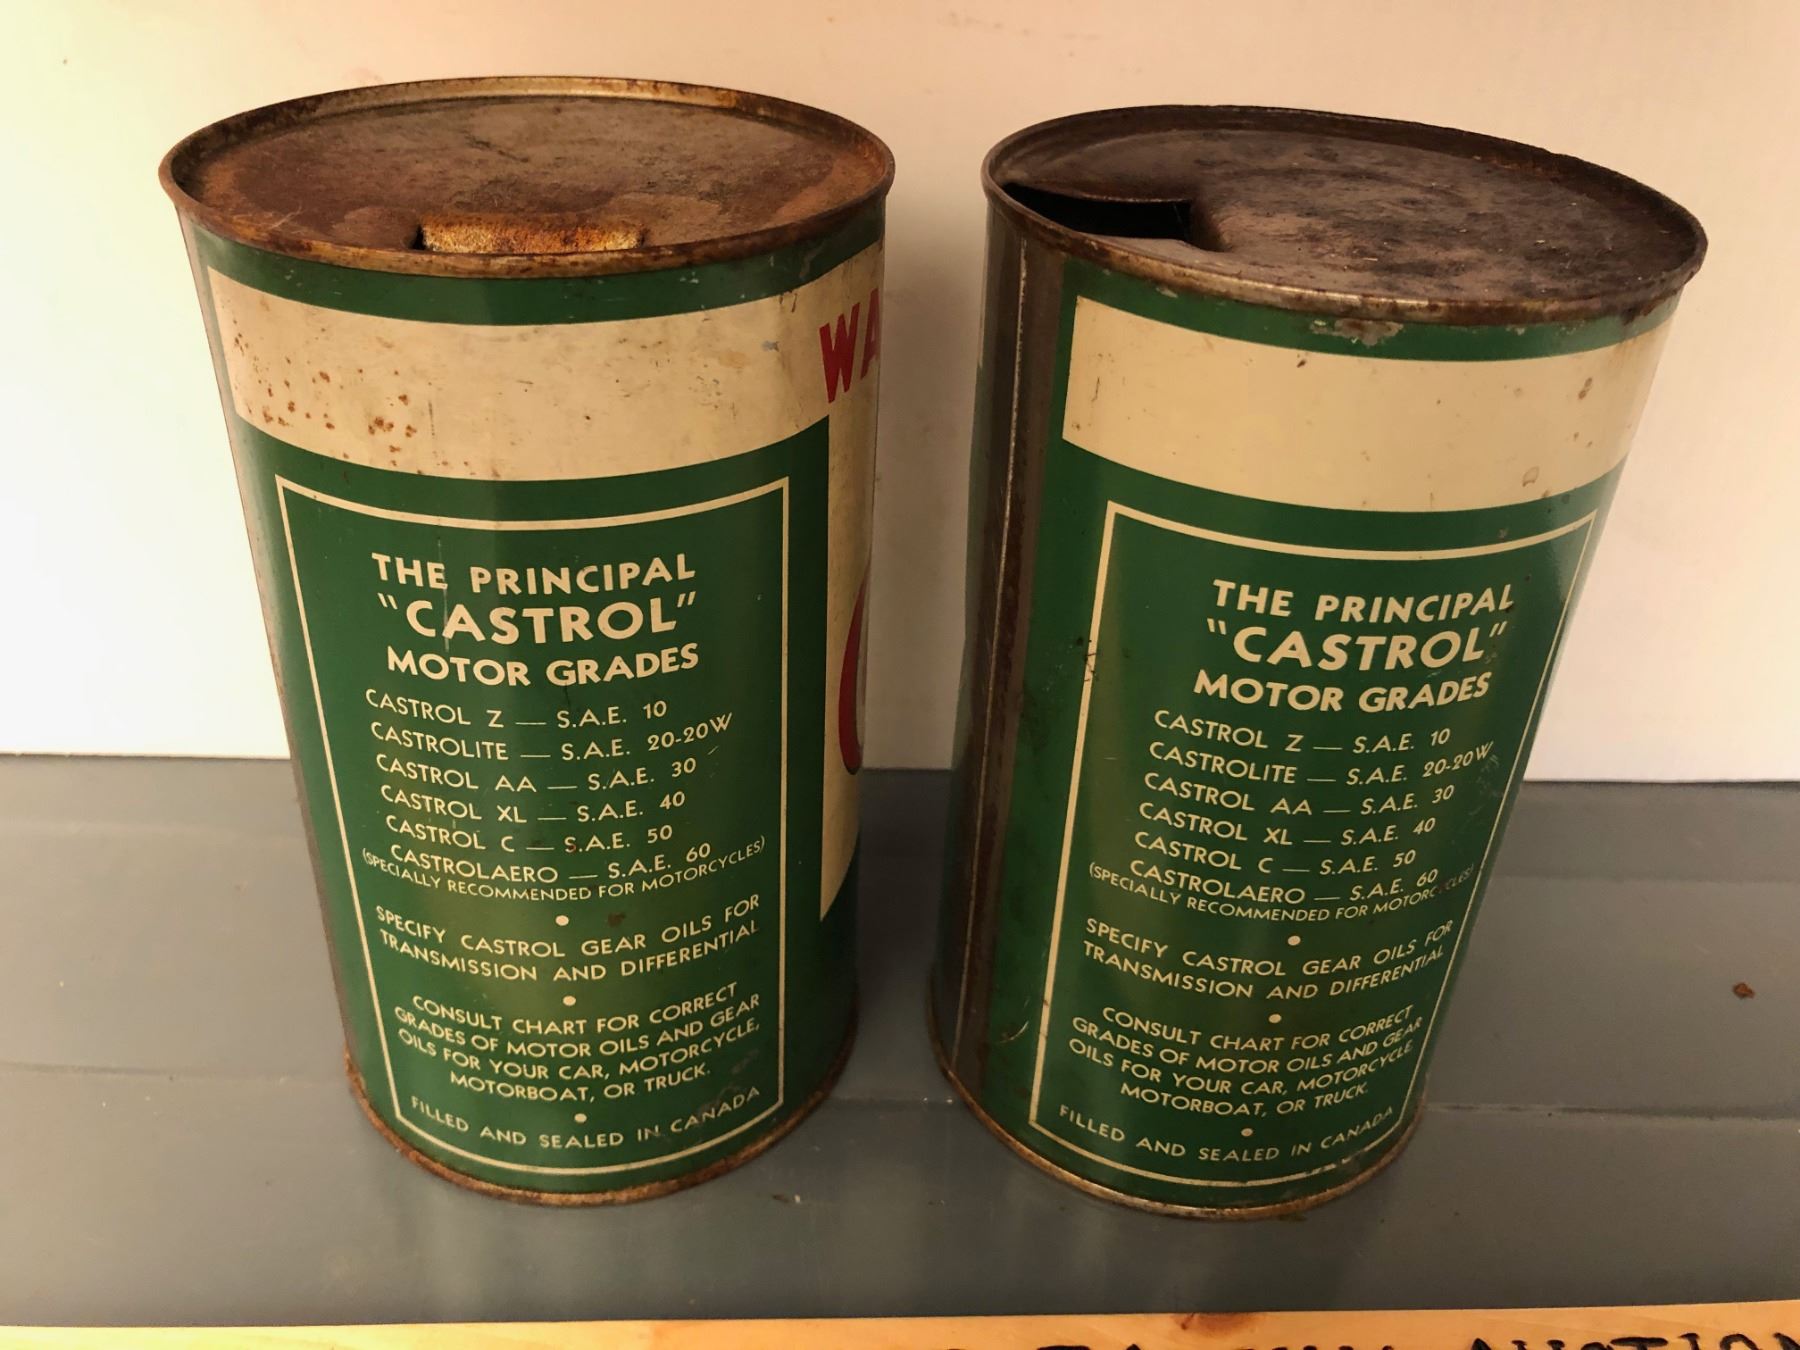 WA
THE PRINCIPAL
"CASTROL"
MOTOR GRADES
CASTROL Z — S.A.E. 10
CASTROLITE — S.A.E. 20-20W
CASTROL AA — S.A.E. 30
CASTROL XL — S.A.E. 40
CASTROL C — S.A.E. 50
CASTROLAERO — S.A.E. 60
(SPECIALLY RECOMMENDED FOR MOTORCYCLES)
SPECIFY CASTROL GEAR OILS FOR
TRANSMISSION AND DIFFERENTIAL
CONSULT CHART FOR CORRECT
GRADES OF MOTOR OILS AND GEAR
OILS FOR YOUR CAR, MOTORCYCLE,
MOTORBOAT, OR TRUCK.
FILLED AND SEALED IN CANADA
THE PRINCIPAL
"CASTROL"
MOTOR GRADES
CASTROL Z — S.A.E. 10
CASTROLITE — S.A.E. 20-20W
CASTROL AA — S.A.E. 30
CASTROL XL — S.A.E. 40
CASTROL C — S.A.E. 50
CASTROLAERO — S.A.E. 60
(SPECIALLY RECOMMENDED FOR MOTORCYCLES)
SPECIFY CASTROL GEAR OILS FOR
TRANSMISSION AND DIFFERENTIAL
CONSULT CHART FOR CORRECT
GRADES OF MOTOR OILS AND GEAR
OILS FOR YOUR CAR, MOTORCYCLE,
MOTORBOAT, OR TRUCK.
FILLED AND SEALED IN CANADA